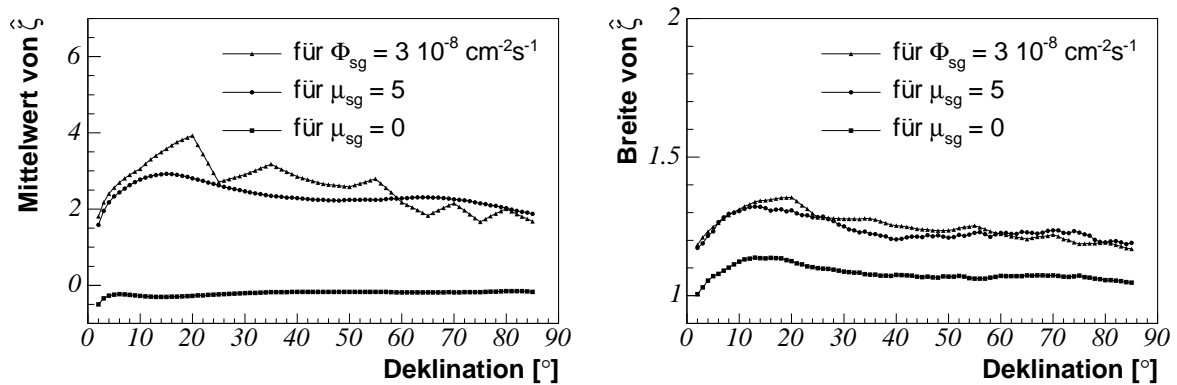 Mittelwert von ζ̂
6
4
2
0
für Φsg = 3 10-8 cm-2s-1
für μsg = 5
für μsg = 0
0 10 20 30 40 50 60 70 80 90
Deklination [°]
Breite von ζ̂
2
1.5
1
für Φsg = 3 10-8 cm-2s-1
für μsg = 5
für μsg = 0
0 10 20 30 40 50 60 70 80 90
Deklination [°]